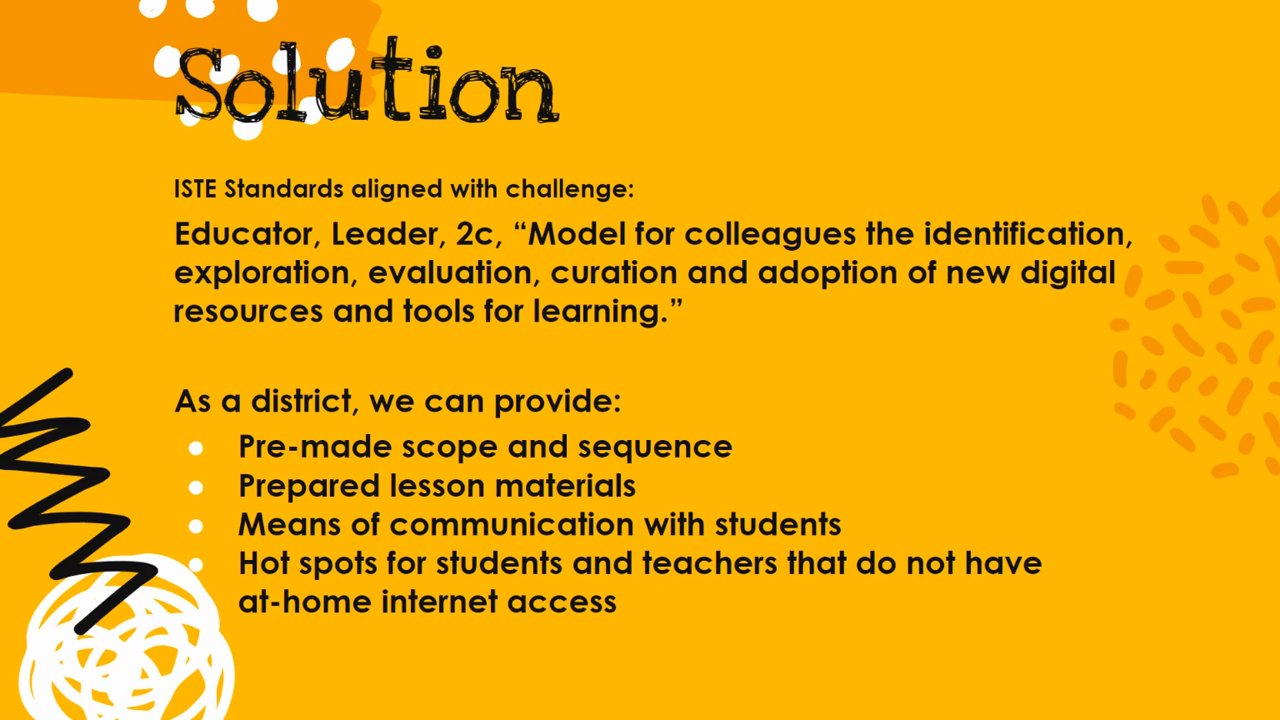 Solution
ISTE Standards aligned with challenge:
Educator, Leader, 2c, “Model for colleagues the identification,
exploration, evaluation, curation and adoption of new digital
resources and tools for learning.”
As a district, we can provide:
● Pre-made scope and sequence
● Prepared lesson materials
● Means of communication with students
● Hot spots for students and teachers that do not have
at-home internet access